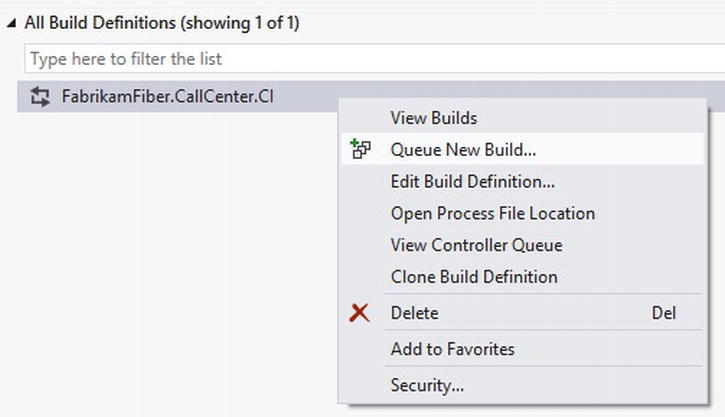 All Build Definitions (showing 1 of 1)
Type here to filter the list
FabrikamFiber.CallCenter.CI
View Builds
Queue New Build...
Edit Build Definition...
Open Process File Location
View Controller Queue
Clone Build Definition
Delete Del
Add to Favorites
Security...